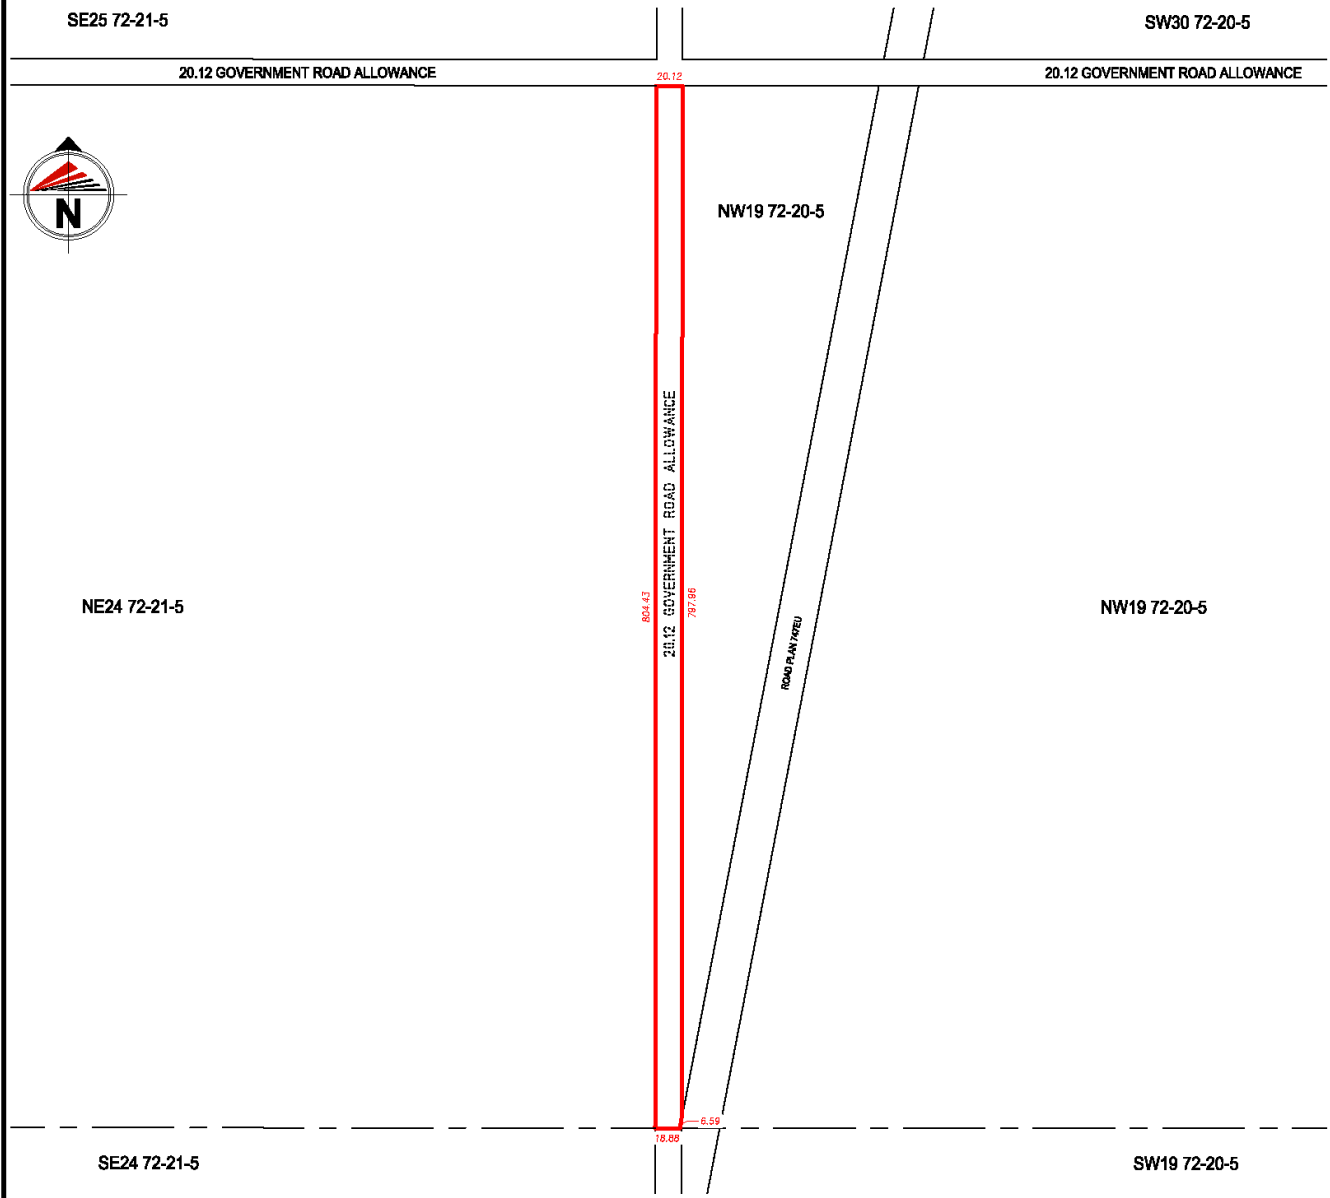 SE25 72-21-5
SW30 72-20-5
20.12 GOVERNMENT ROAD ALLOWANCE
20.12
20.12 GOVERNMENT ROAD ALLOWANCE
N
NW19 72-20-5
20.12 GOVERNMENT ROAD ALLOWANCE
NE24 72-21-5
804.43
797.96
NW19 72-20-5
ROAD PLAN 747EU
6.59
18.88
SE24 72-21-5
SW19 72-20-5